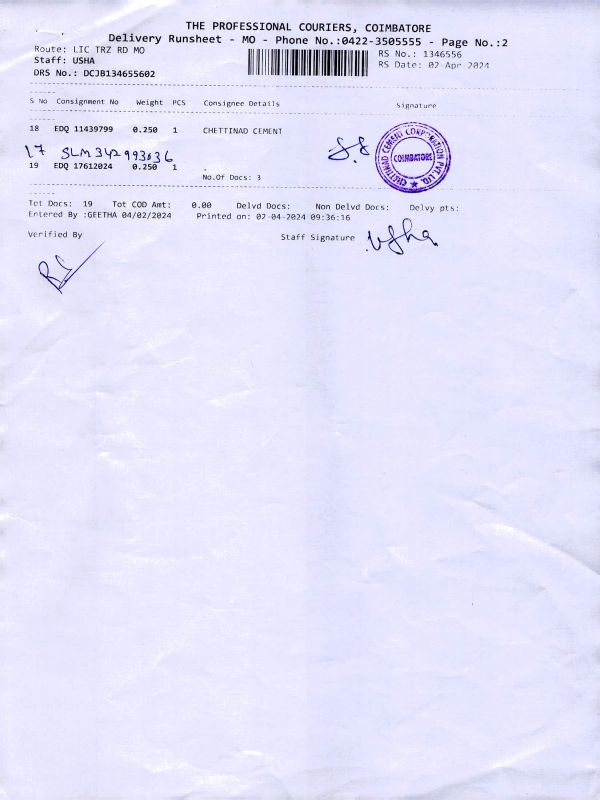 THE PROFESSIONAL COURIERS, COIMBATORE
Delivery Runsheet - MO - Phone No.:0422-3505555 - Page No.:2
Route: LIC TRZ RD MO
RS No.: 1346556
Staff: USHA
RS Date: 02-Apr-2024
DRS No.: DCJB134655602
S No Consignment No Weight PCS Consignee Details Signature
18 EDQ 11439799 0.250 1 CHETTINAD CEMENT
CHETTINAD CEMENT CORPORATION PVT. LTD.
COIMBATORE
17 SLM 342993636
19 EDQ 17612024 0.250 1 .
No.Of Docs: 3
Tot Docs: 19 Tot COD Amt: 0.00 Delvd Docs: Non Delvd Docs: Delvy pts:
Entered By :GEETHA 04/02/2024 Printed on: 02-04-2024 09:36:16
Verified By Staff Signature Usha